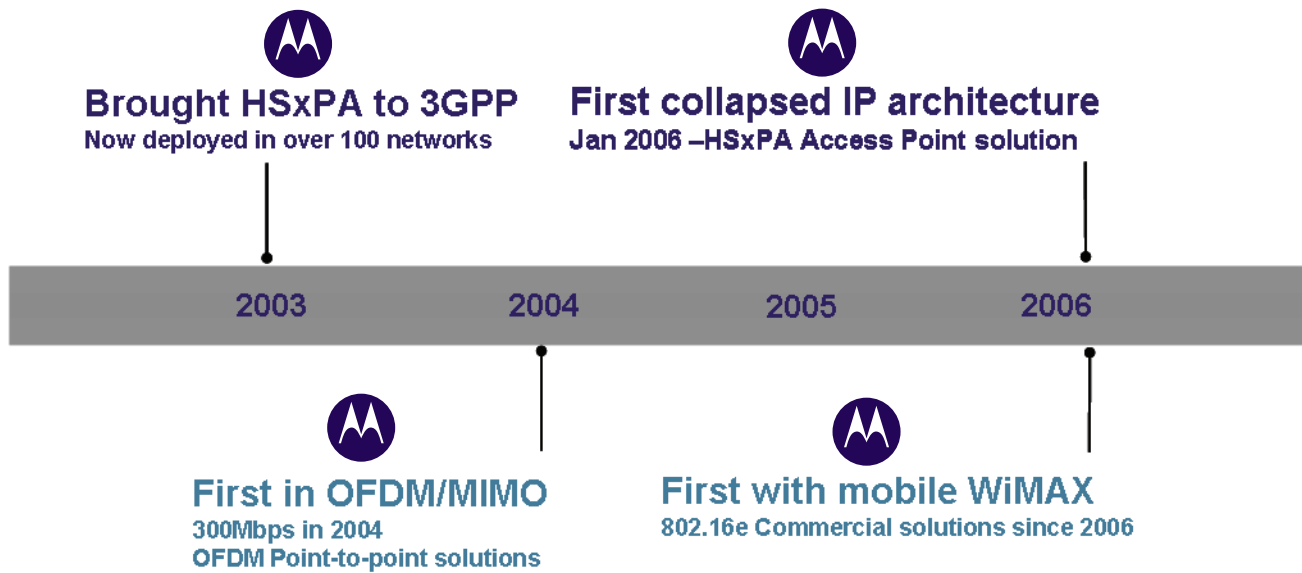 Brought HSxPA to 3GPP
Now deployed in over 100 networks
First collapsed IP architecture
Jan 2006 –HSxPA Access Point solution
2003
2004
2005
2006
First in OFDM/MIMO
300Mbps in 2004
OFDM Point-to-point solutions
First with mobile WiMAX
802.16e Commercial solutions since 2006